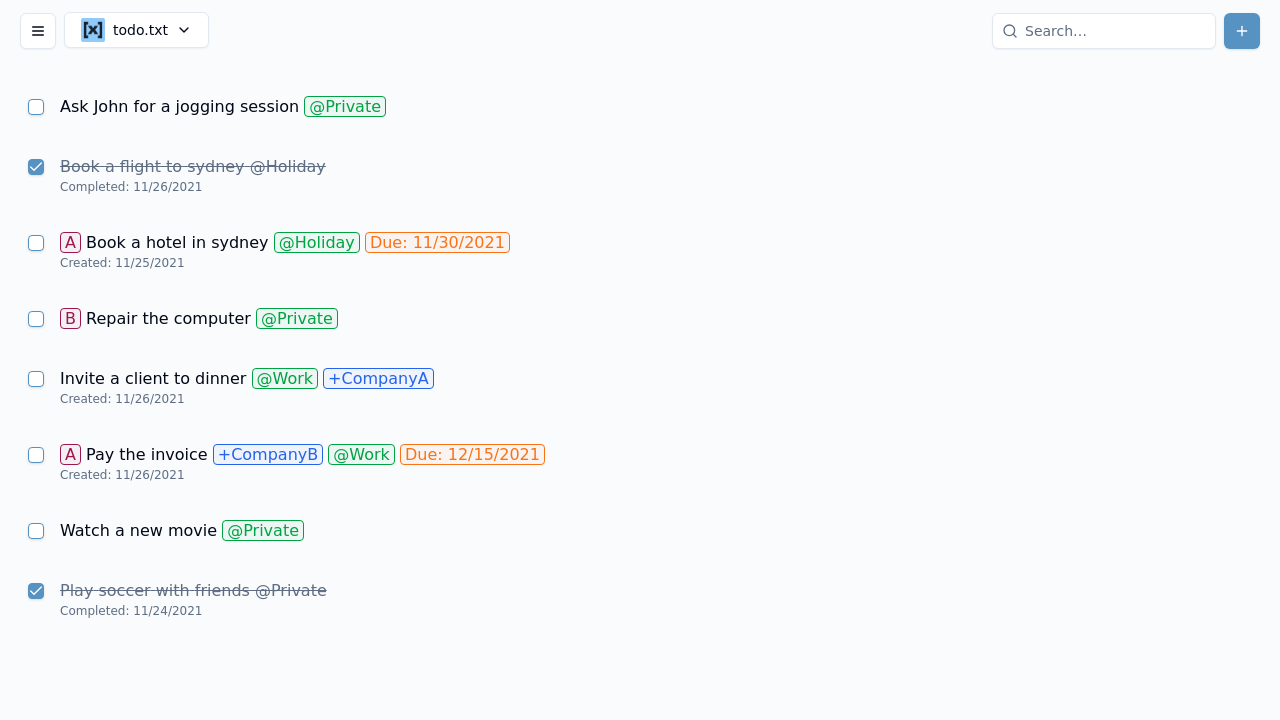 [x] todo.txt
Search…
Ask John for a jogging session @Private
Book a flight to sydney @Holiday
Completed: 11/26/2021
A Book a hotel in sydney @Holiday Due: 11/30/2021
Created: 11/25/2021
B Repair the computer @Private
Invite a client to dinner @Work +CompanyA
Created: 11/26/2021
A Pay the invoice +CompanyB @Work Due: 12/15/2021
Created: 11/26/2021
Watch a new movie @Private
Play soccer with friends @Private
Completed: 11/24/2021